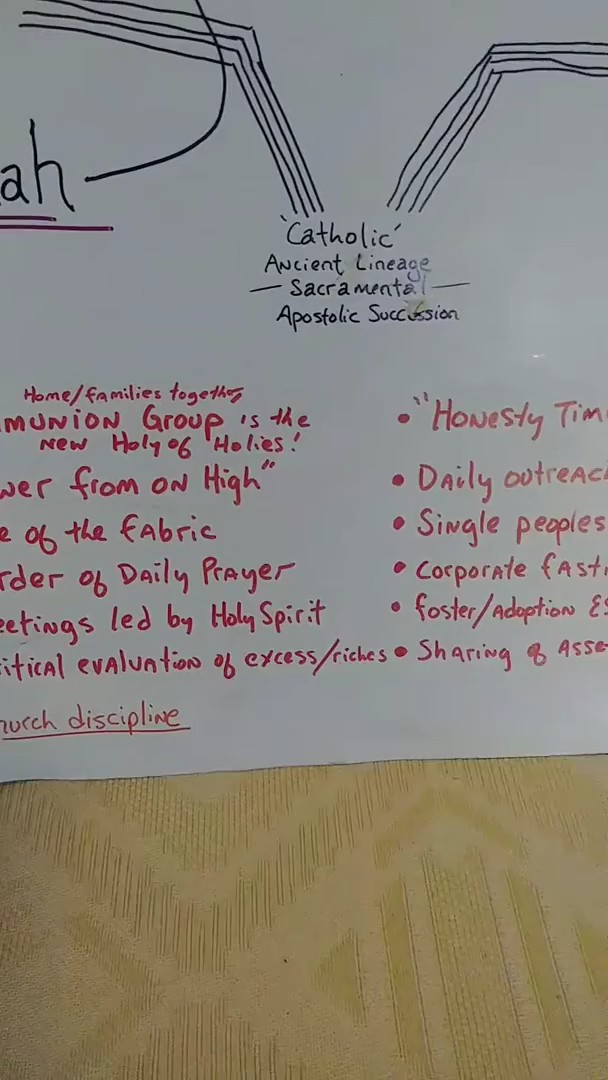 ah
'Catholic'
Ancient Lineage
— Sacramental —
Apostolic Succession
Home/families together
MUNION Group is the
new Holy of Holies!
wer from on High"
e of the fabric
rder of Daily Prayer
eetings led by Holy Spirit
itical evaluation of excess/riches
hurch discipline
• "Honesty Tim
• Daily outreac
• Single peoples
• Corporate fasti
• foster/Adoption
• Sharing of Asse